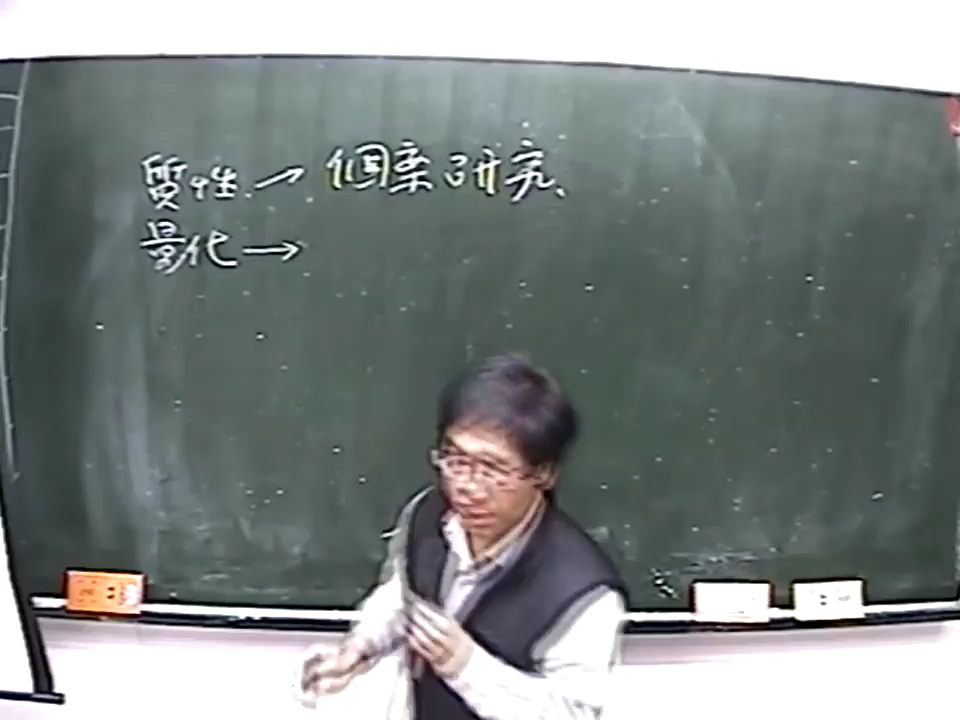 質性 → 個案研究、
量化 →